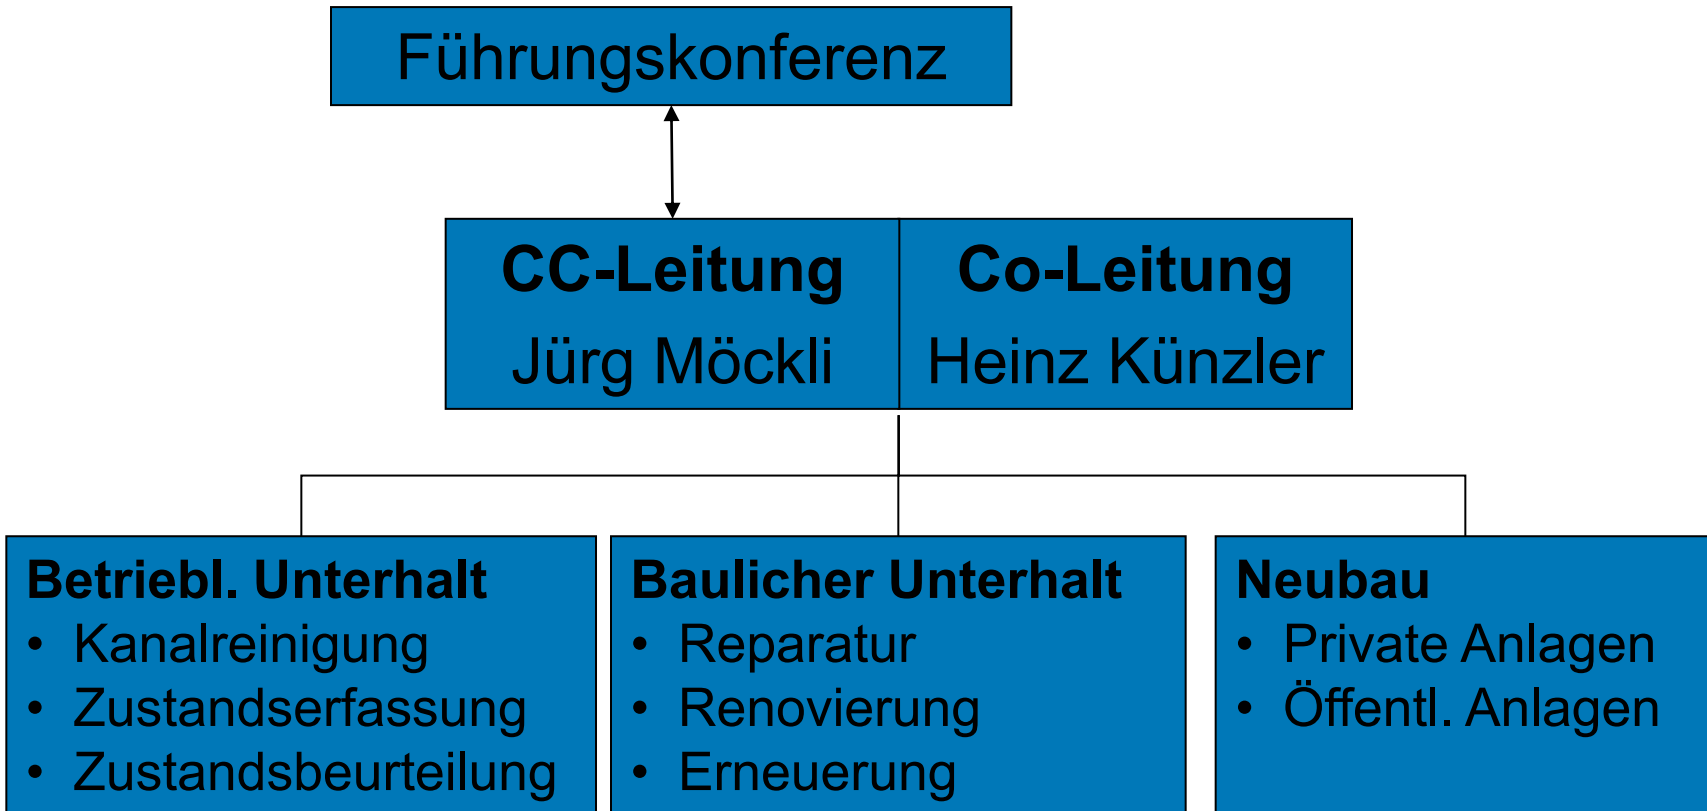 Führungskonferenz
CC-Leitung
Jürg Möckli
Co-Leitung
Heinz Künzler
Betriebl. Unterhalt
• Kanalreinigung
• Zustandserfassung
• Zustandsbeurteilung
Baulicher Unterhalt
• Reparatur
• Renovierung
• Erneuerung
Neubau
• Private Anlagen
• Öffentl. Anlagen